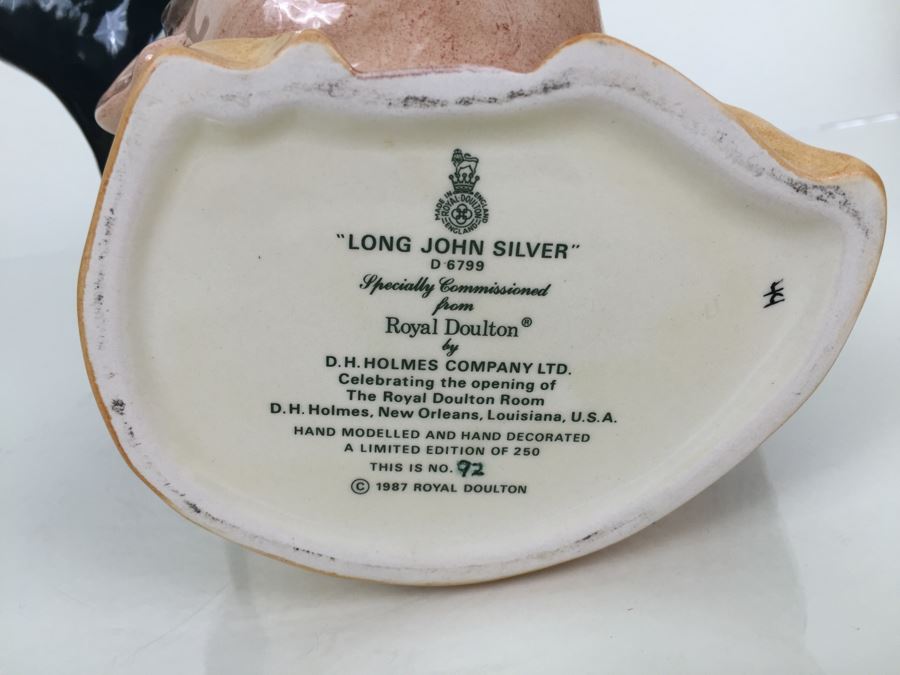 MADE IN ENGLAND
ROYAL DOULTON
ENGLAND
"LONG JOHN SILVER"
D 6799
Specially Commissioned
from
Royal Doulton®
by
D.H.HOLMES COMPANY LTD.
Celebrating the opening of
The Royal Doulton Room
D.H.Holmes, New Orleans, Louisiana, U.S.A.
HAND MODELLED AND HAND DECORATED
A LIMITED EDITION OF 250
THIS IS NO. 92
© 1987 ROYAL DOULTON